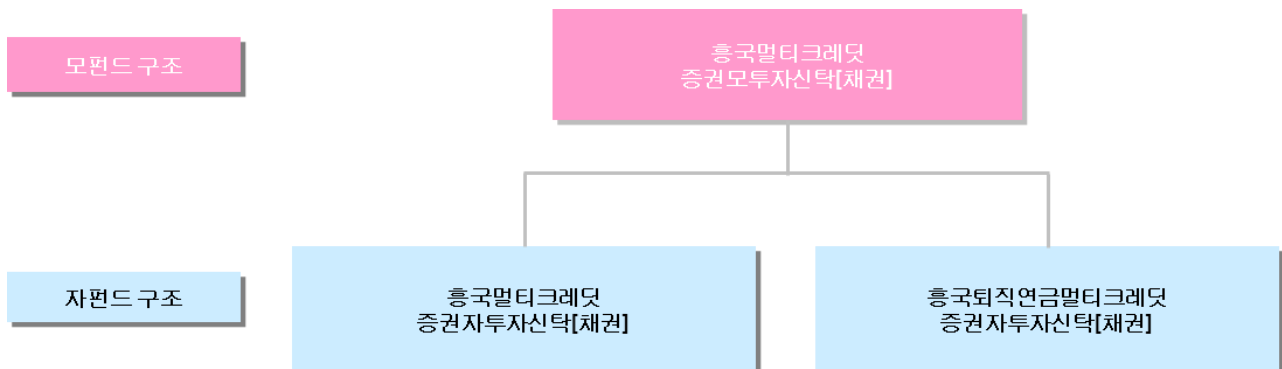 모펀드 구조
흥국멀티크레딧
증권모투자신탁[채권]
자펀드 구조
흥국멀티크레딧
증권자투자신탁[채권]
흥국퇴직연금멀티크레딧
증권자투자신탁[채권]